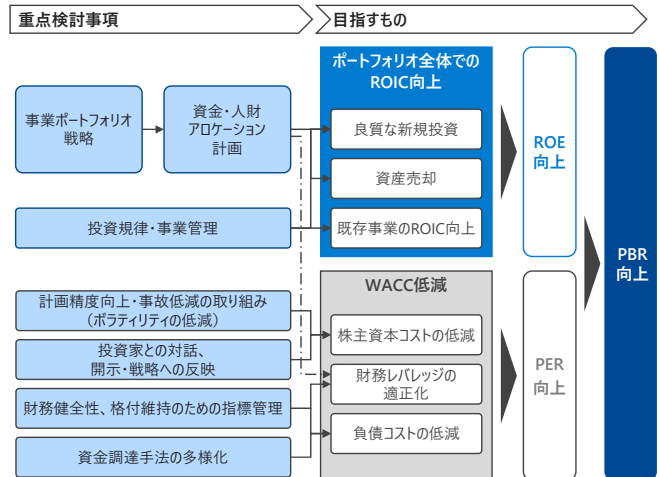 重点検討事項
目指すもの
事業ポートフォリオ
戦略
資金・人財
アロケーション
計画
投資規律・事業管理
計画精度向上・事故低減の取り組み
(ボラティリティの低減)
投資家との対話、
開示・戦略への反映
財務健全性、格付維持のための指標管理
資金調達手法の多様化
ポートフォリオ全体での
ROIC向上
良質な新規投資
資産売却
既存事業のROIC向上
WACC低減
株主資本コストの低減
財務レバレッジの
適正化
負債コストの低減
ROE
向上
PER
向上
PBR
向上